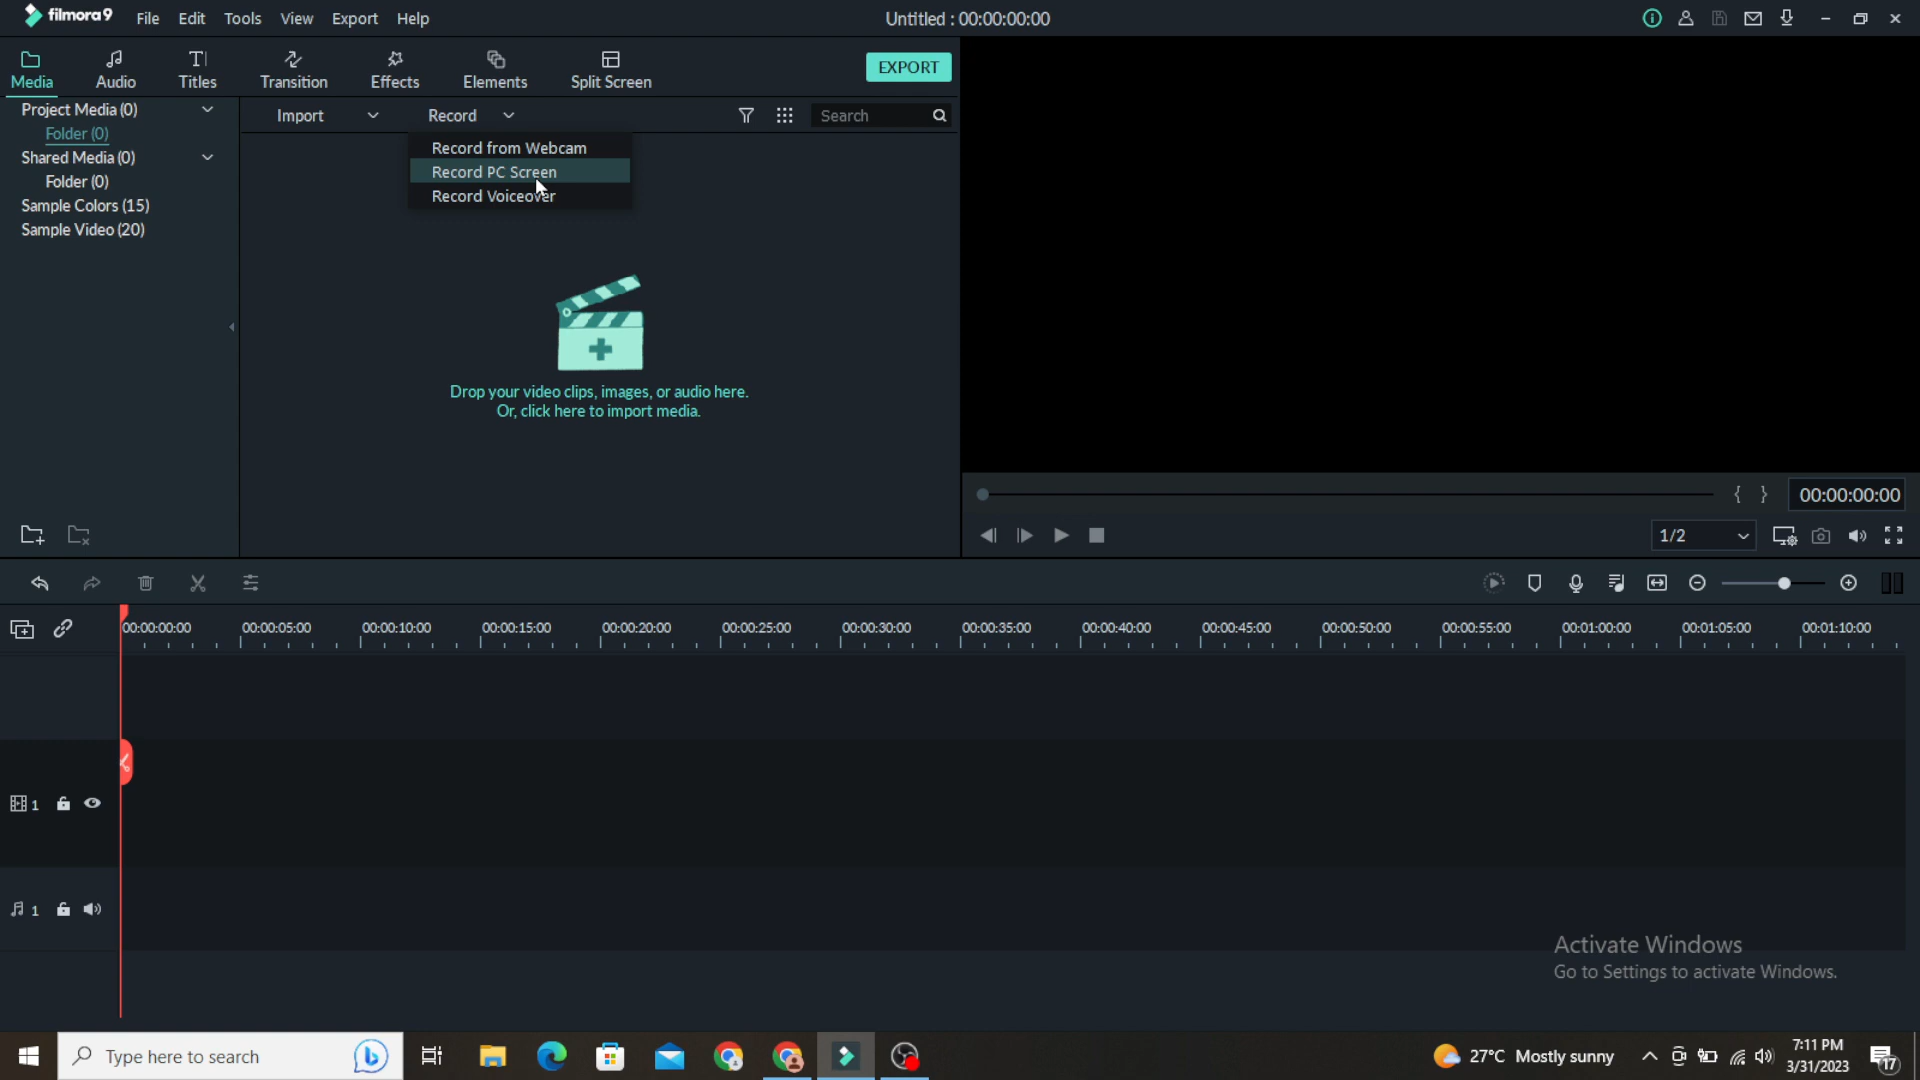 filmora9 File Edit Tools View Export Help Untitled : 00:00:00:00
Media Audio Titles Transition Effects Elements Split Screen EXPORT
Project Media (0)
Folder (0)
Shared Media (0)
Folder (0)
Sample Colors (15)
Sample Video (20)
Import Record Search
Record from Webcam
Record PC Screen
Record Voiceover
Drop your video clips, images, or audio here.
Or, click here to import media.
{ } 00:00:00:00
1/2
00:00:00:00 00:00:05:00 00:00:10:00 00:00:15:00 00:00:20:00 00:00:25:00 00:00:30:00 00:00:35:00 00:00:40:00 00:00:45:00 00:00:50:00 00:00:55:00 00:01:00:00 00:01:05:00 00:01:10:00
1
1
Activate Windows
Go to Settings to activate Windows.
Type here to search 27°C Mostly sunny 7:11 PM
3/31/2023 17